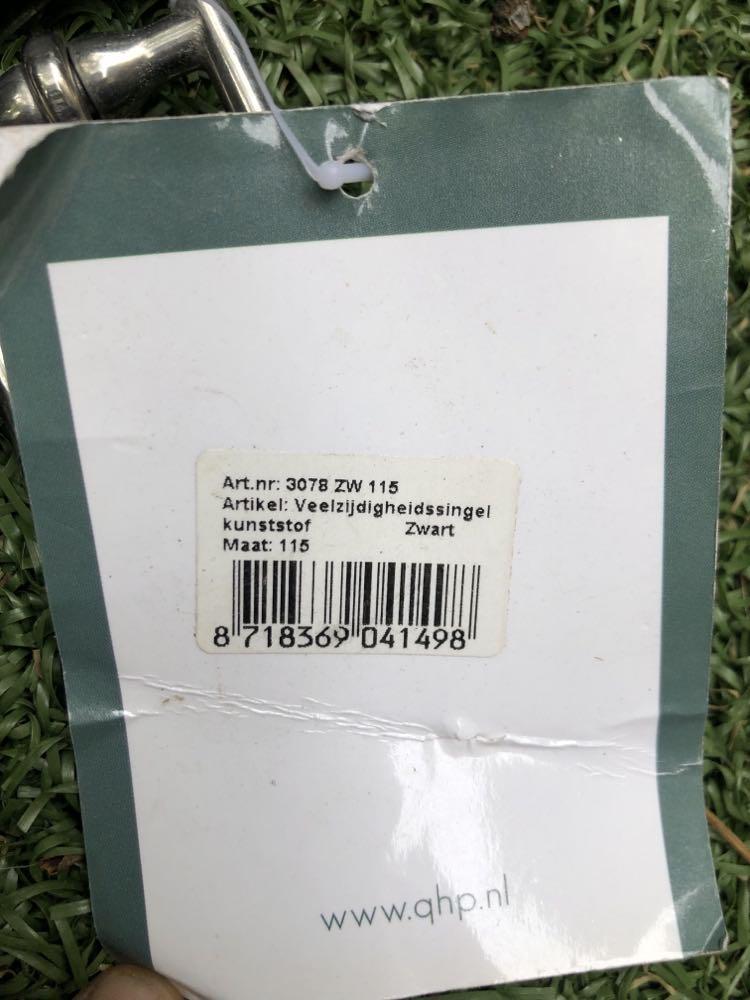 Art.nr: 3078 ZW 115
Artikel: Veelzijdigheidssingel
kunststof Zwart
Maat: 115
8 718369 041498
www.qhp.nl